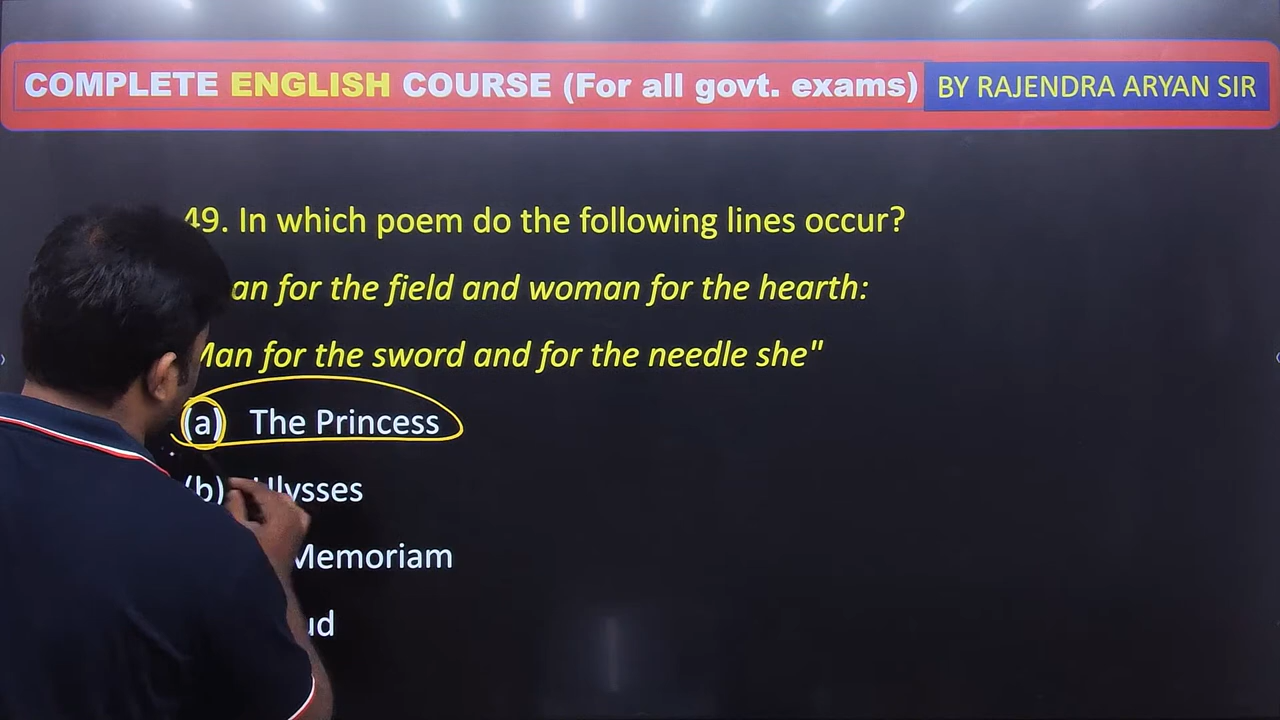 COMPLETE ENGLISH COURSE (For all govt. exams) BY RAJENDRA ARYAN SIR
49. In which poem do the following lines occur?
for the field and woman for the hearth:
Man for the sword and for the needle she"
(a) The Princess
(b) Ulysses
Memoriam